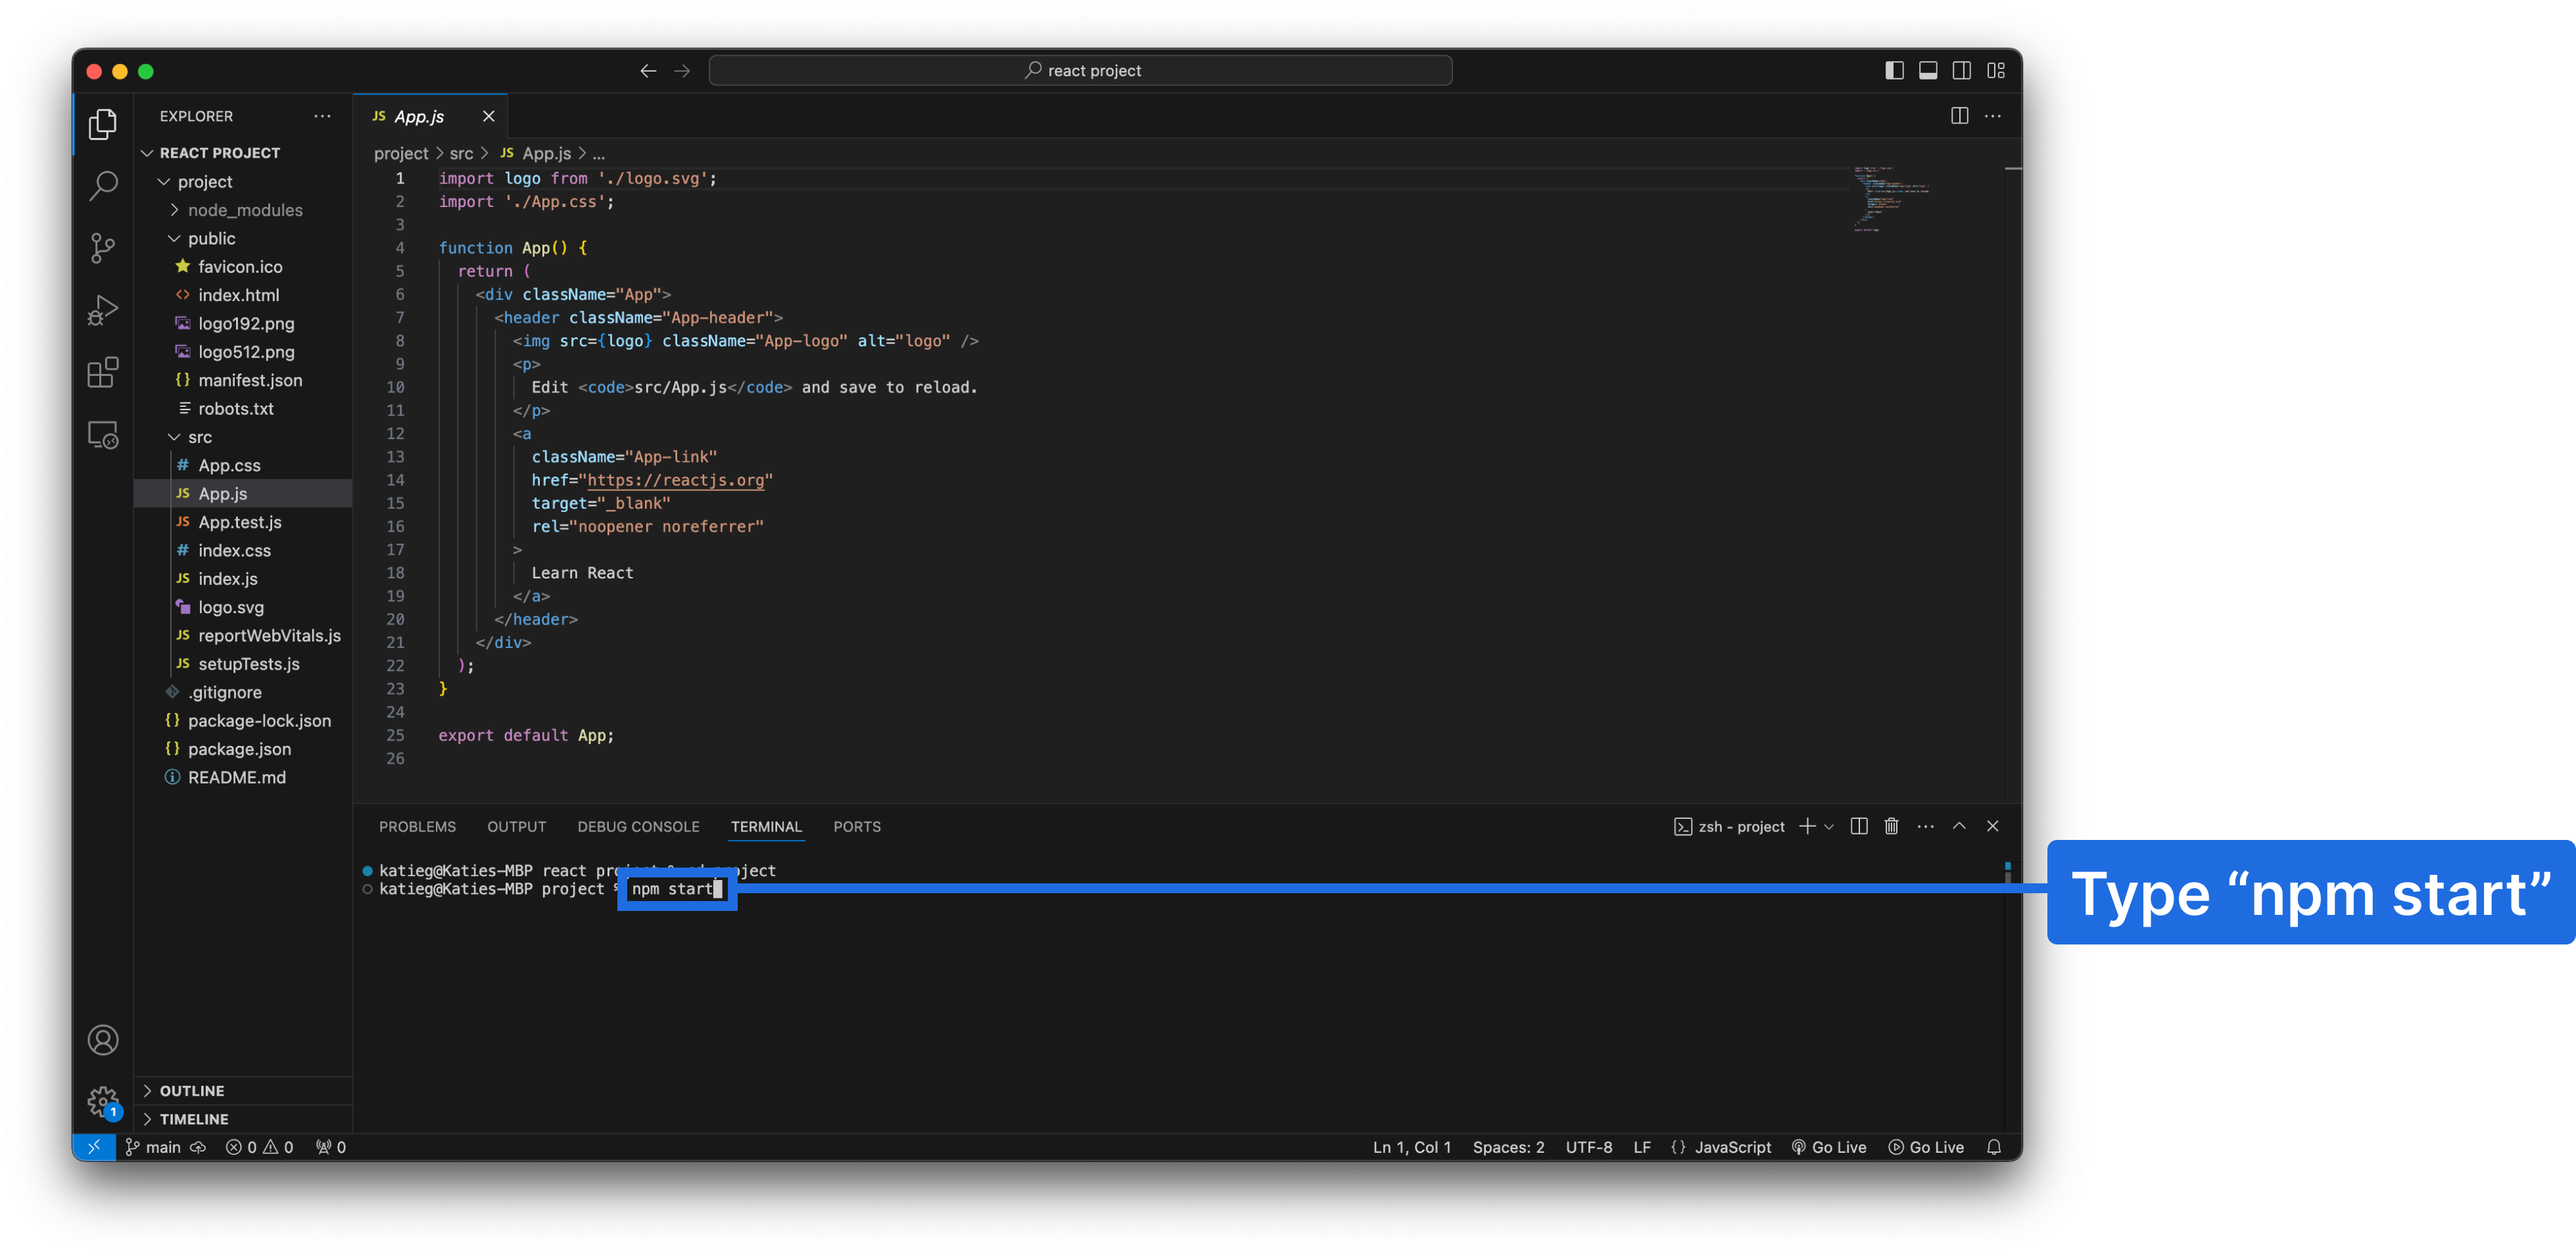 react project
EXPLORER
REACT PROJECT
project
node_modules
public
favicon.ico
index.html
logo192.png
logo512.png
manifest.json
robots.txt
src
App.css
App.js
App.test.js
index.css
index.js
logo.svg
reportWebVitals.js
setupTests.js
.gitignore
package-lock.json
package.json
README.md
OUTLINE
TIMELINE
JS App.js
project > src > JS App.js > ...
1 import logo from './logo.svg';
2 import './App.css';
3
4 function App() {
5 return (
6 <div className="App">
7 <header className="App-header">
8 <img src={logo} className="App-logo" alt="logo" />
9 <p>
10 Edit <code>src/App.js</code> and save to reload.
11 </p>
12 <a
13 className="App-link"
14 href="https://reactjs.org"
15 target="_blank"
16 rel="noopener noreferrer"
17 >
18 Learn React
19 </a>
20 </header>
21 </div>
22 );
23 }
24
25 export default App;
26
PROBLEMS OUTPUT DEBUG CONSOLE TERMINAL PORTS
zsh - project
katieg@Katies-MBP react
katieg@Katies-MBP project % npm start
Type “npm start”
1
main 0 0 0
Ln 1, Col 1 Spaces: 2 UTF-8 LF {} JavaScript Go Live Go Live